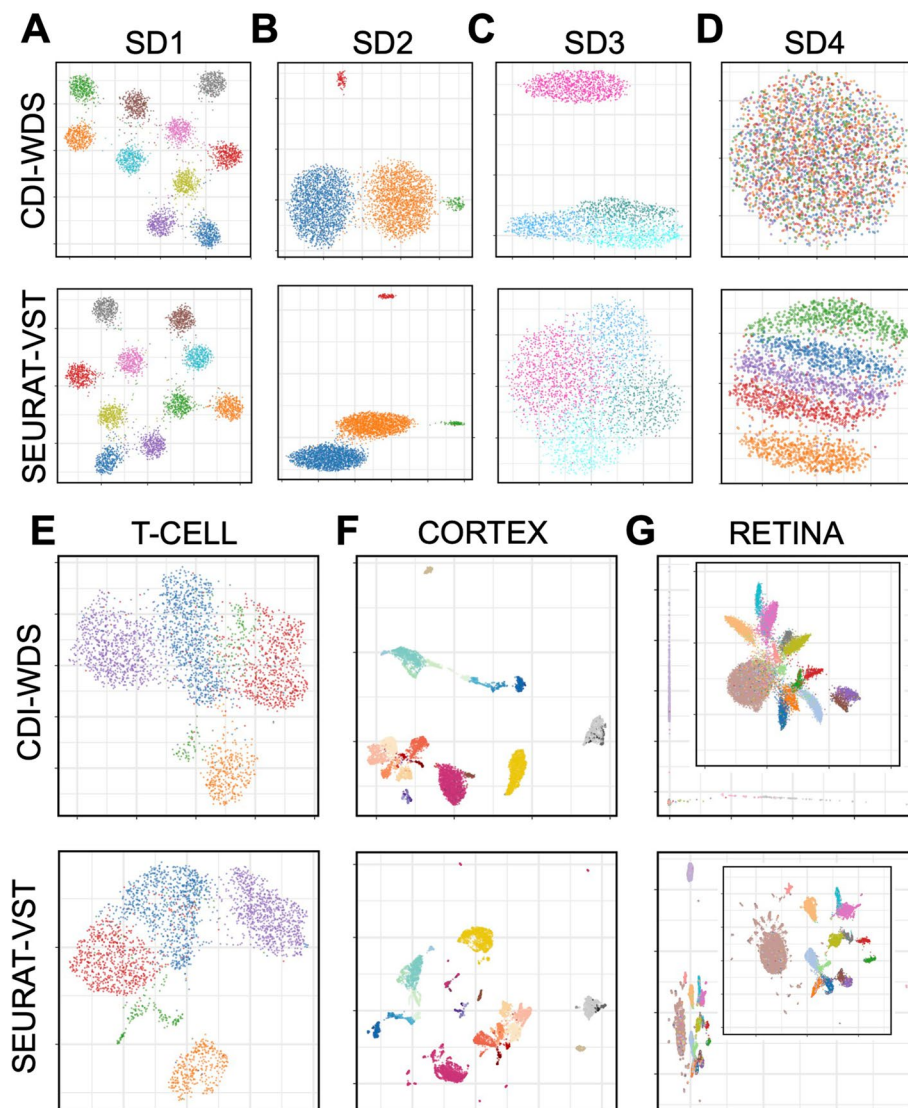 A SD1 B SD2 C SD3 D SD4
CDI-WDS
SEURAT-VST
E T-CELL F CORTEX G RETINA
CDI-WDS
SEURAT-VST